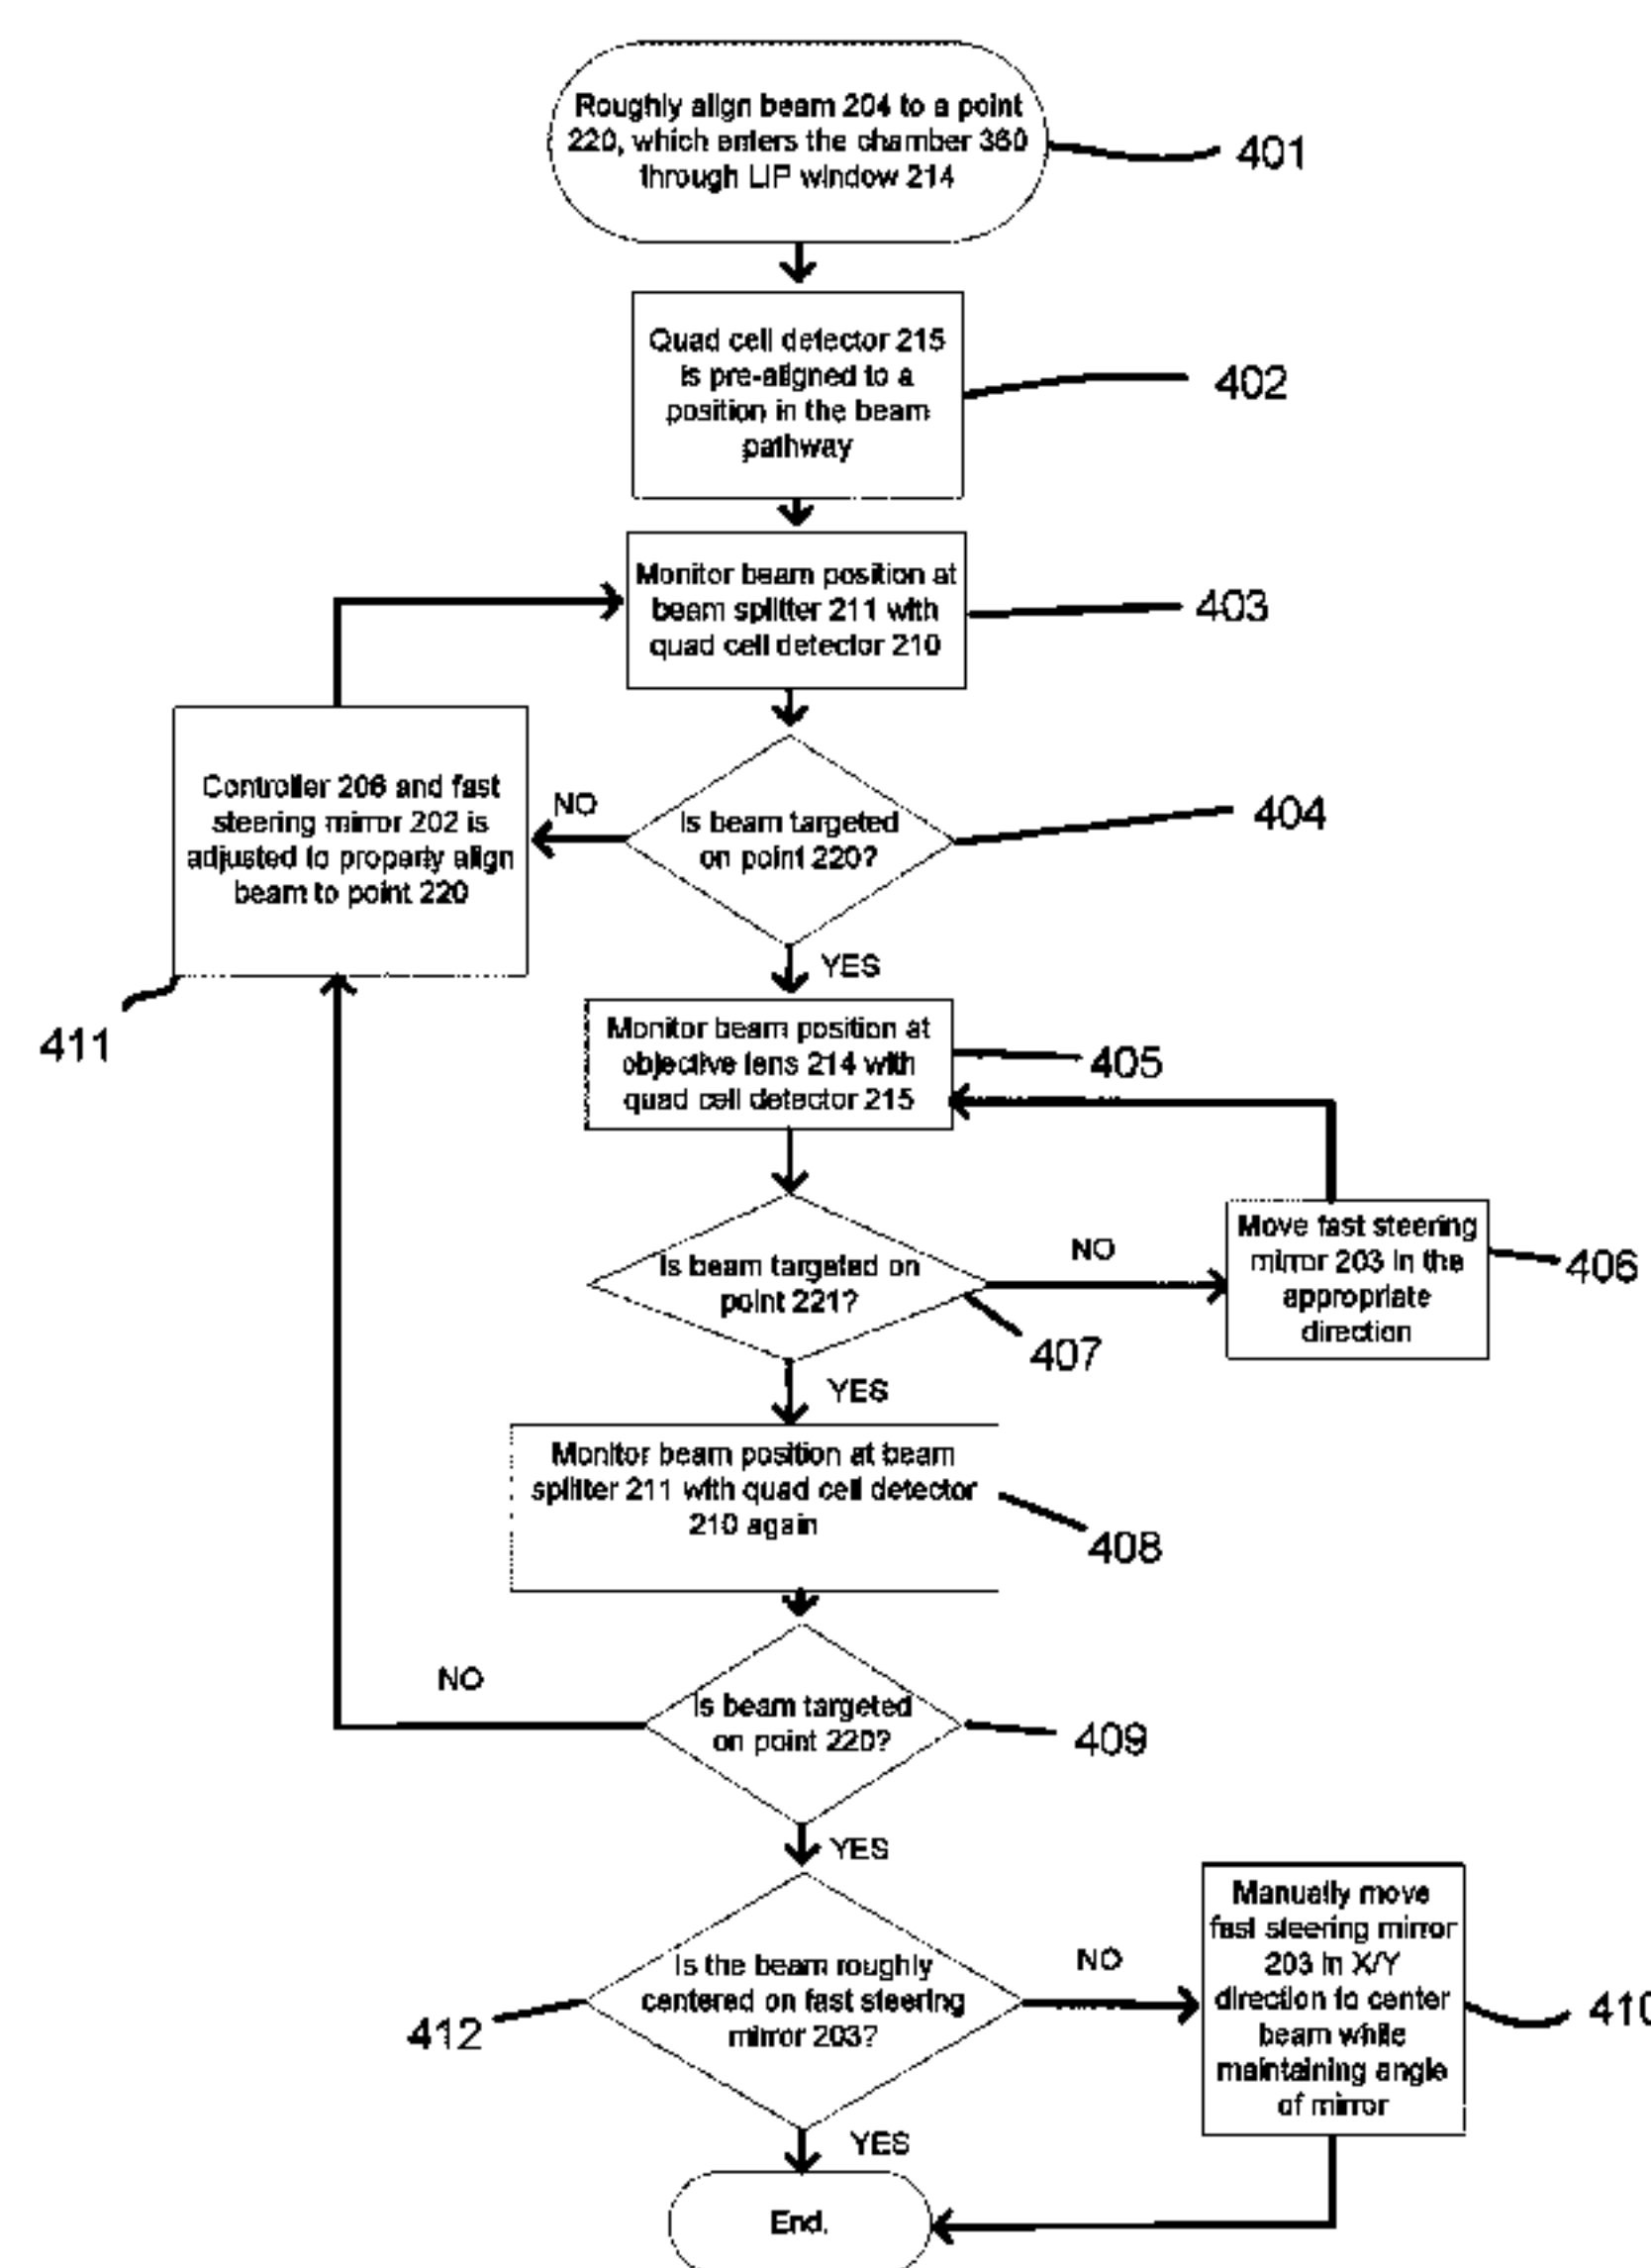 Roughly align beam 204 to a point
220, which enters the chamber 360
through LIP window 214
401
Quad cell detector 215
is pre-aligned to a
position in the beam
pathway
402
Monitor beam position at
beam splitter 211 with
quad cell detector 210
403
Controller 206 and fast
steering mirror 202 is
adjusted to properly align
beam to point 220
411
NO
Is beam targeted
on point 220?
404
YES
Monitor beam position at
objective lens 214 with
quad cell detector 215
405
Is beam targeted on
point 221?
407
NO
Move fast steering
mirror 203 in the
appropriate
direction
406
YES
Monitor beam position at beam
splitter 211 with quad cell detector
210 again
408
NO
Is beam targeted
on point 220?
409
YES
Is the beam roughly
centered on fast steering
mirror 203?
412
NO
Manually move
fast steering mirror
203 in X/Y
direction to center
beam while
maintaining angle
of mirror
410
YES
End.